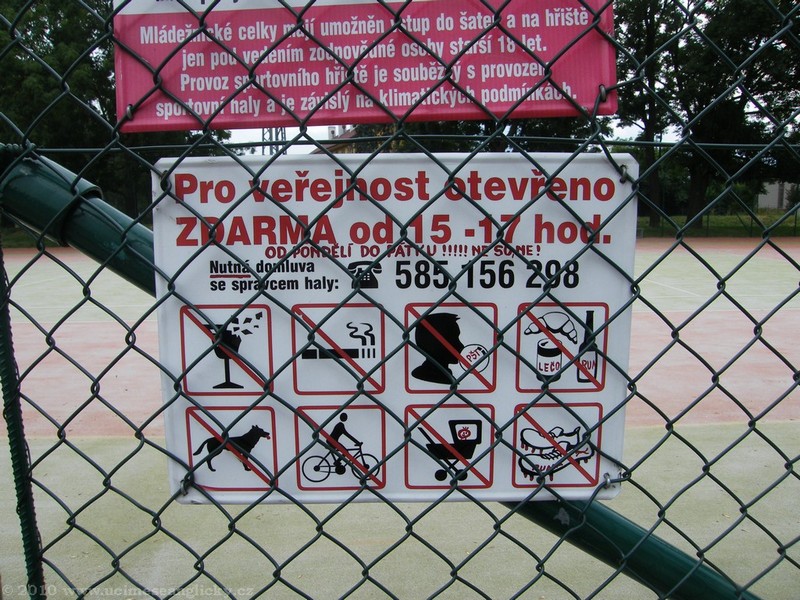 Mládežnické celky mají umožněn vstup do šaten a na hřiště
jen pod vedením zodpovědné osoby starší 18 let.
Provoz sportovního hřiště je souběžný s provozem
sportovní haly a je závislý na klimatických podmínkách.
Pro veřejnost otevřeno
ZDARMA od 15 -17 hod.
OD PONDĚLÍ DO PÁTKU !!!!! NE SO,NE !
Nutná domluva
se správcem haly:
585 156 298
PŠT
LEČO
RUM
© 2010 www.ucimeseanglicky.cz